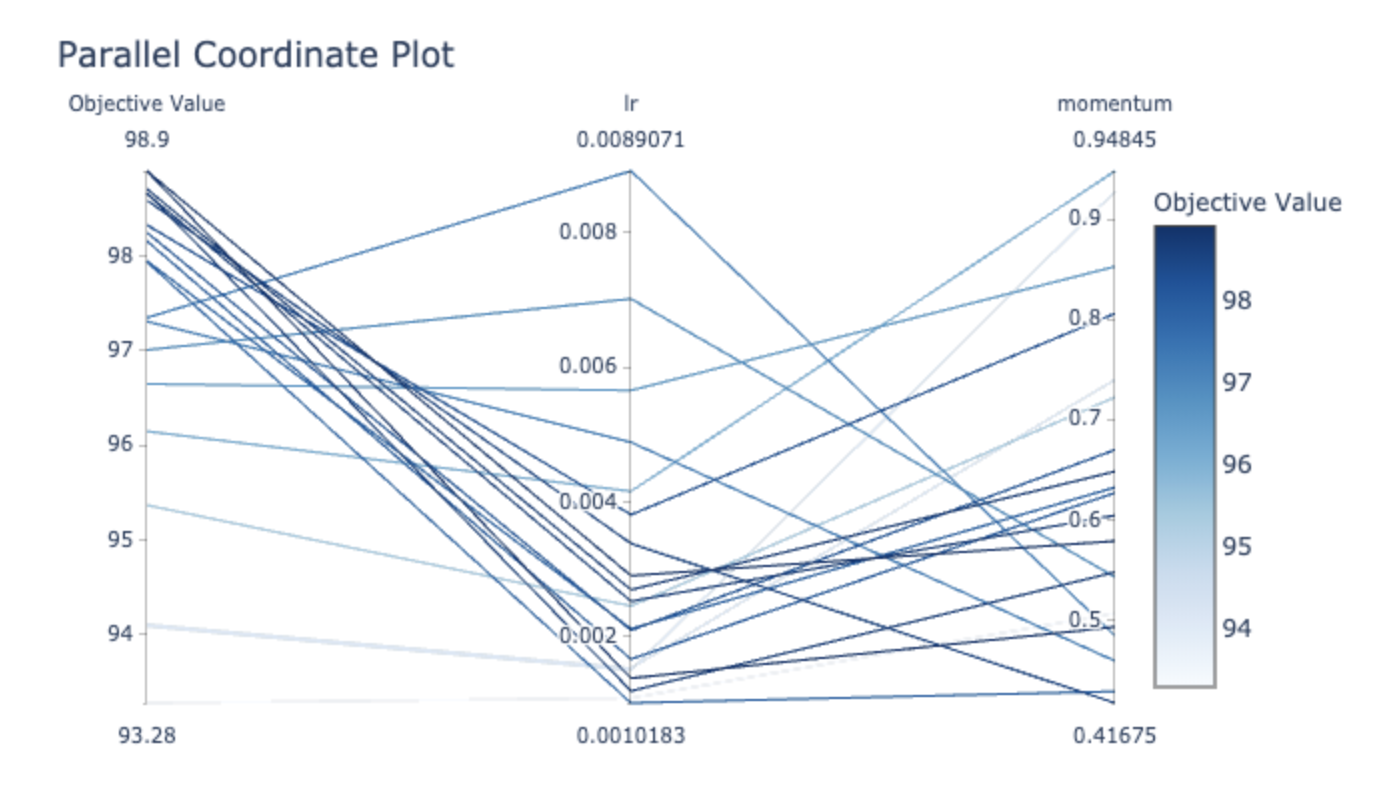 Parallel Coordinate Plot
Objective Value lr momentum
98.9 0.0089071 0.94845
Objective Value
0.9
0.008
98 98
0.8
97 97
0.006
0.7
96 96
0.004
0.6
95 95
0.5
94 0.002 94
93.28 0.0010183 0.41675